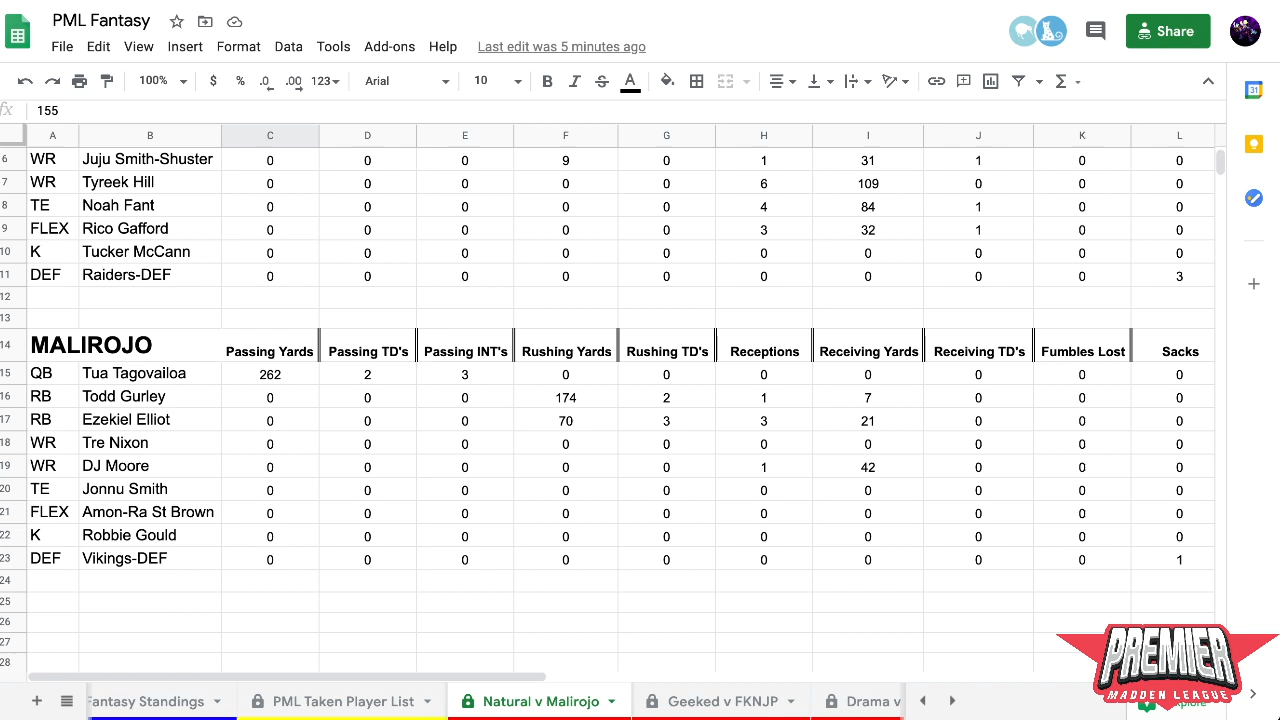 PML Fantasy
File Edit View Insert Format Data Tools Add-ons Help Last edit was 5 minutes ago
Share
100% $ % .0 .00 123 Arial 10 B I S A
fx 155
A B C D E F G H I J K L
6 WR Juju Smith-Shuster 0 0 0 9 0 1 31 1 0 0
7 WR Tyreek Hill 0 0 0 0 0 6 109 0 0 0
8 TE Noah Fant 0 0 0 0 0 4 84 1 0 0
9 FLEX Rico Gafford 0 0 0 0 0 3 32 1 0 0
10 K Tucker McCann 0 0 0 0 0 0 0 0 0 0
11 DEF Raiders-DEF 0 0 0 0 0 0 0 0 0 3
12
13
14 MALIROJO Passing Yards Passing TD's Passing INT's Rushing Yards Rushing TD's Receptions Receiving Yards Receiving TD's Fumbles Lost Sacks
15 QB Tua Tagovailoa 262 2 3 0 0 0 0 0 0 0
16 RB Todd Gurley 0 0 0 174 2 1 7 0 0 0
17 RB Ezekiel Elliot 0 0 0 70 3 3 21 0 0 0
18 WR Tre Nixon 0 0 0 0 0 0 0 0 0 0
19 WR DJ Moore 0 0 0 0 0 1 42 0 0 0
20 TE Jonnu Smith 0 0 0 0 0 0 0 0 0 0
21 FLEX Amon-Ra St Brown 0 0 0 0 0 0 0 0 0 0
22 K Robbie Gould 0 0 0 0 0 0 0 0 0 0
23 DEF Vikings-DEF 0 0 0 0 0 0 0 0 0 1
24
25
26
27
28
PREMIER
MADDEN LEAGUE
Fantasy Standings PML Taken Player List Natural v Malirojo Geeked v FKNJP Drama v